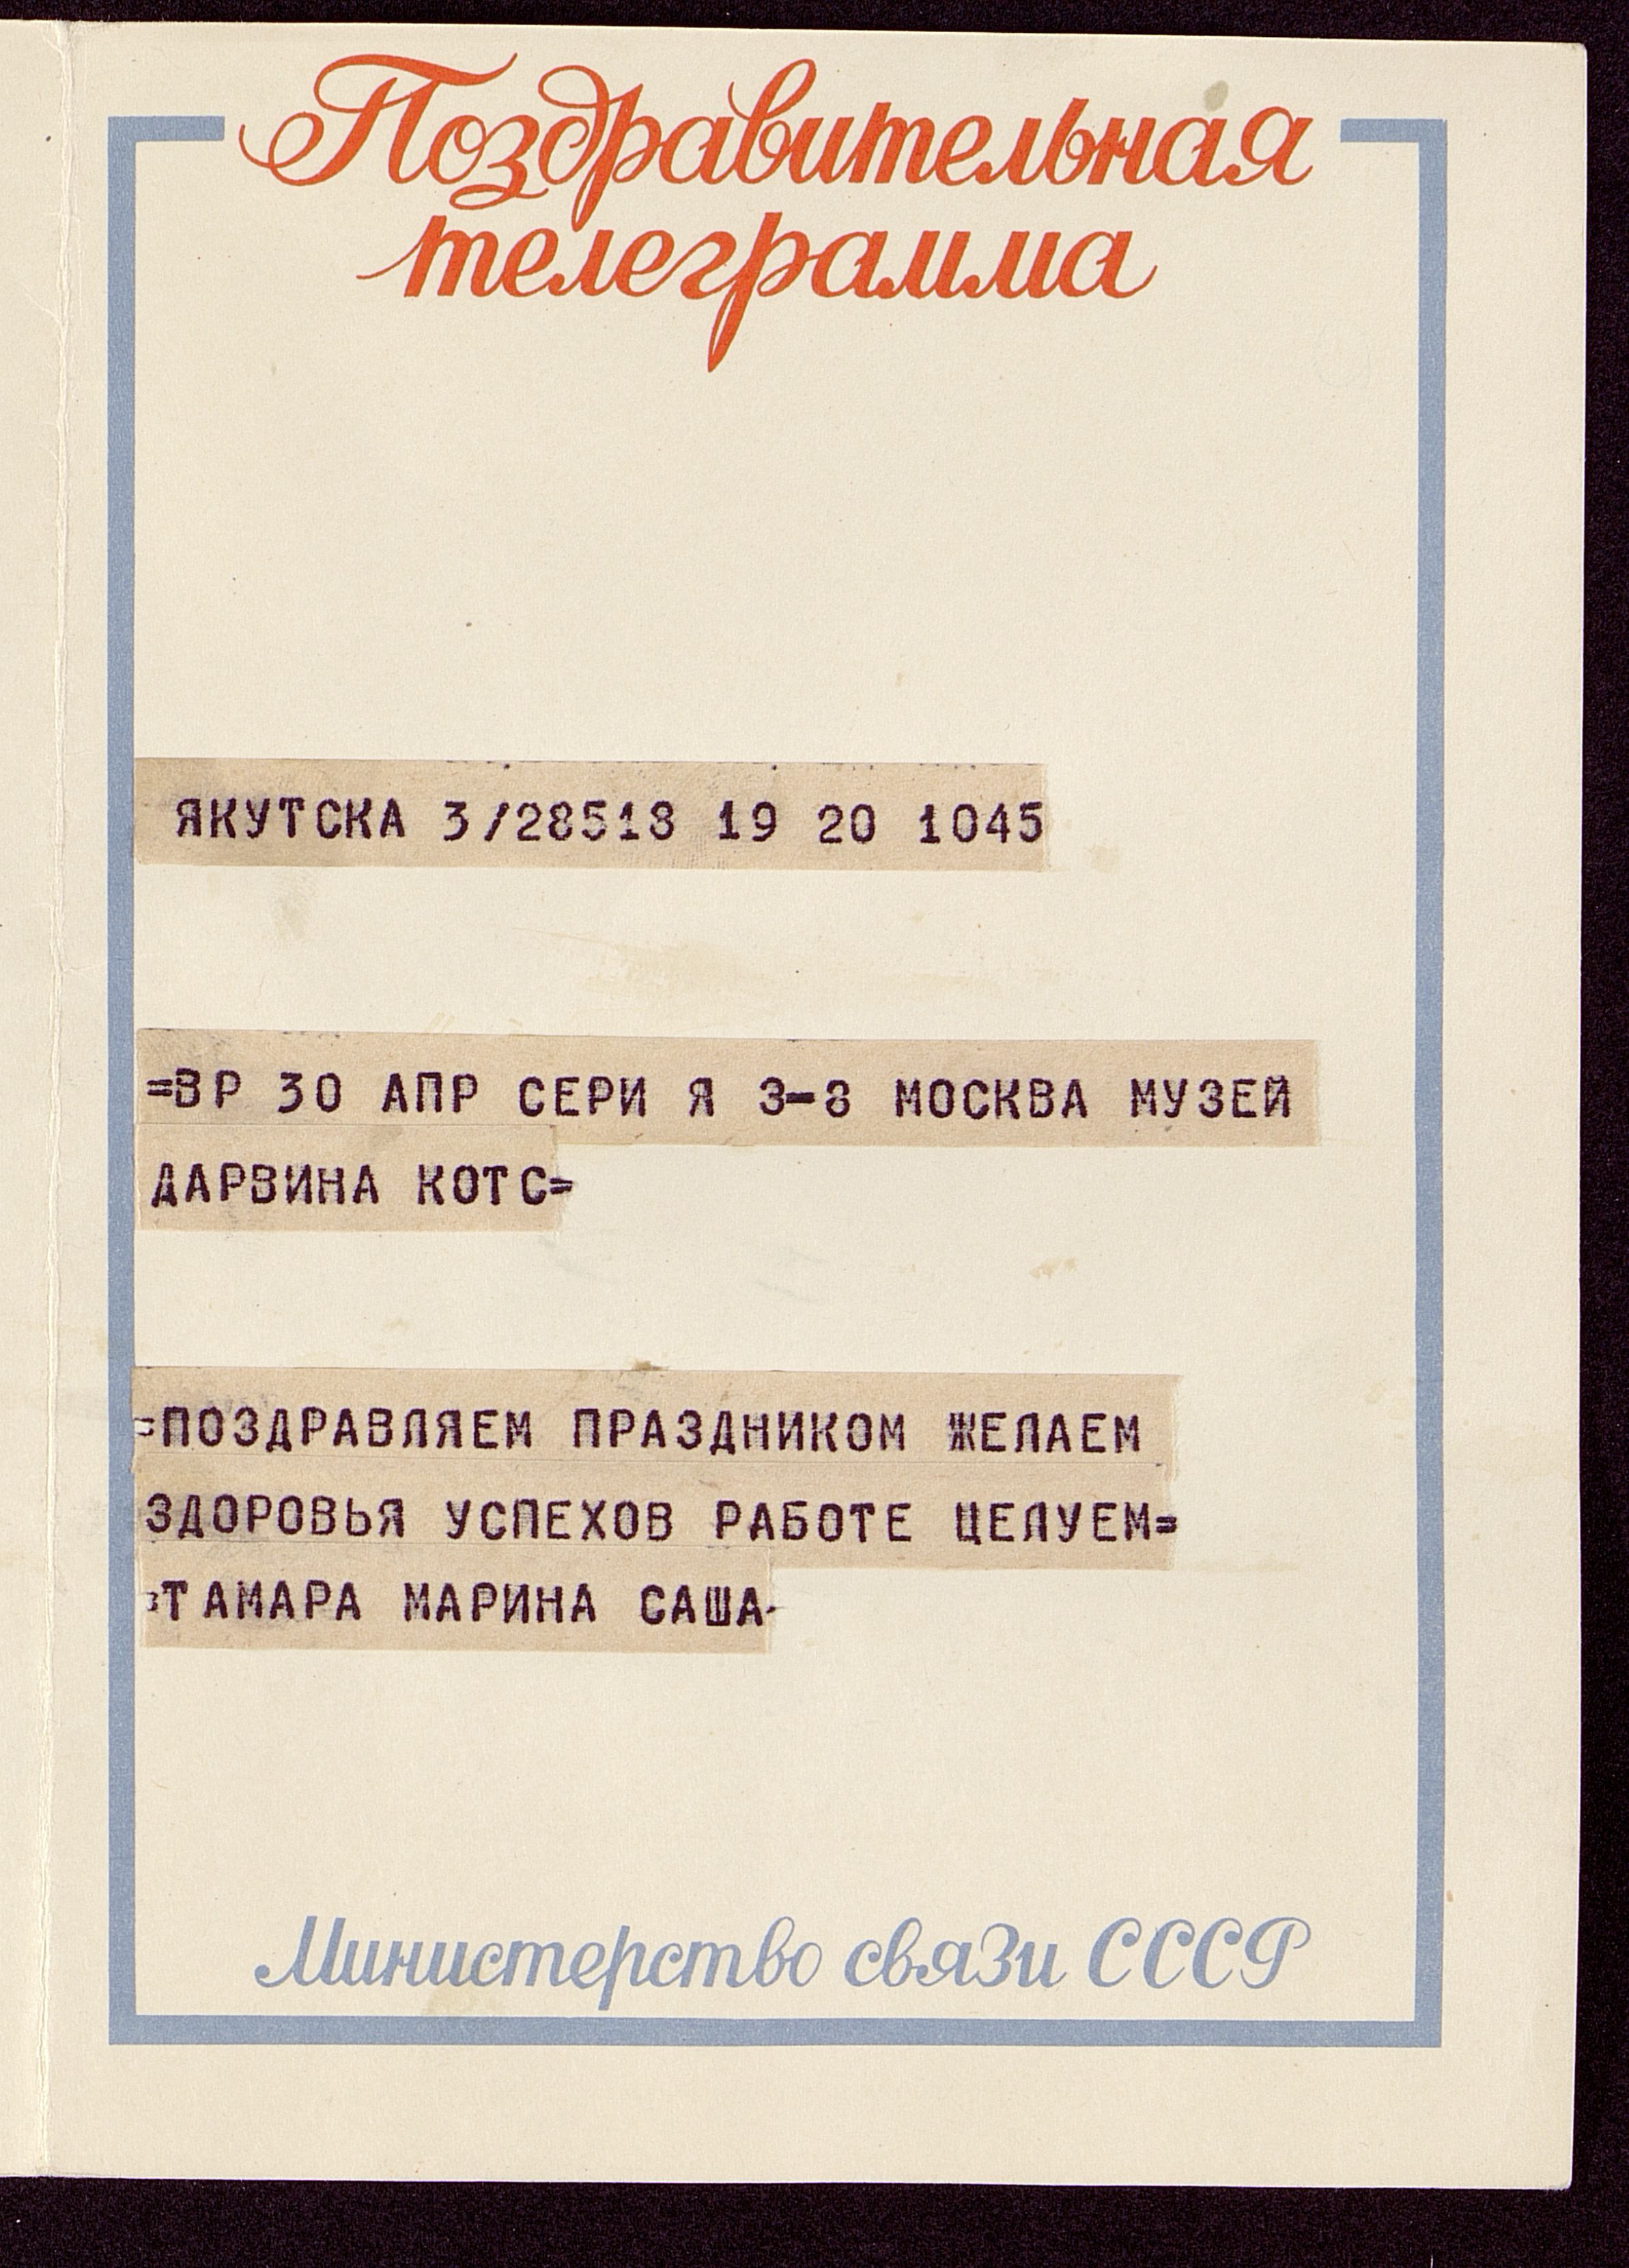 Поздравительная
телеграмма
ЯКУТСКА 3/28518 19 20 1045
=ВР 30 АПР СЕРИ Я 3-8 МОСКВА МУЗЕЙ
ДАРВИНА КОТС=
=ПОЗДРАВЛЯЕМ ПРАЗДНИКОМ ЖЕЛАЕМ
ЗДОРОВЬЯ УСПЕХОВ РАБОТЕ ЦЕЛУЕМ=
=ТАМАРА МАРИНА САША-
Министерство связи СССР